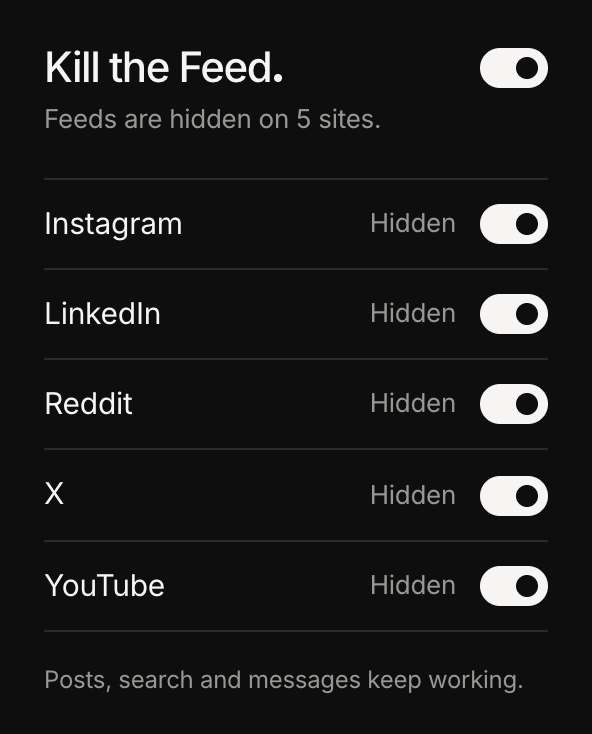 Kill the Feed.
Feeds are hidden on 5 sites.
Instagram Hidden
LinkedIn Hidden
Reddit Hidden
X Hidden
YouTube Hidden
Posts, search and messages keep working.